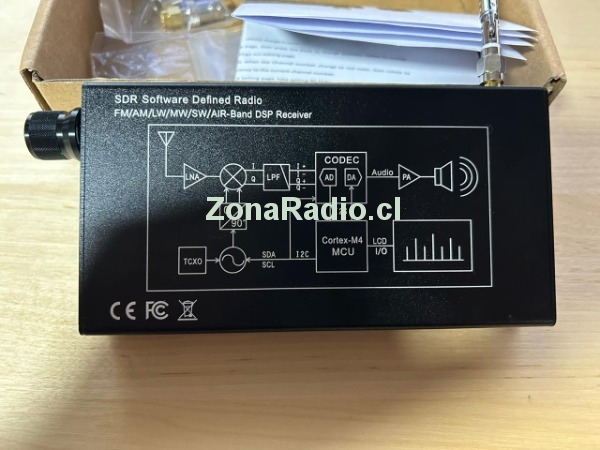 SDR Software Defined Radio
FM/AM/LW/MW/SW/AIR-Band DSP Receiver
CODEC
LNA
I
Q
LPF
I +
-
Q +
Q -
AD
DA
Audio
PA
ZonaRadio.cl
90
TCXO
SDA
SCL
I2C
Cortex-M4
MCU
LCD
I/O
CE FC